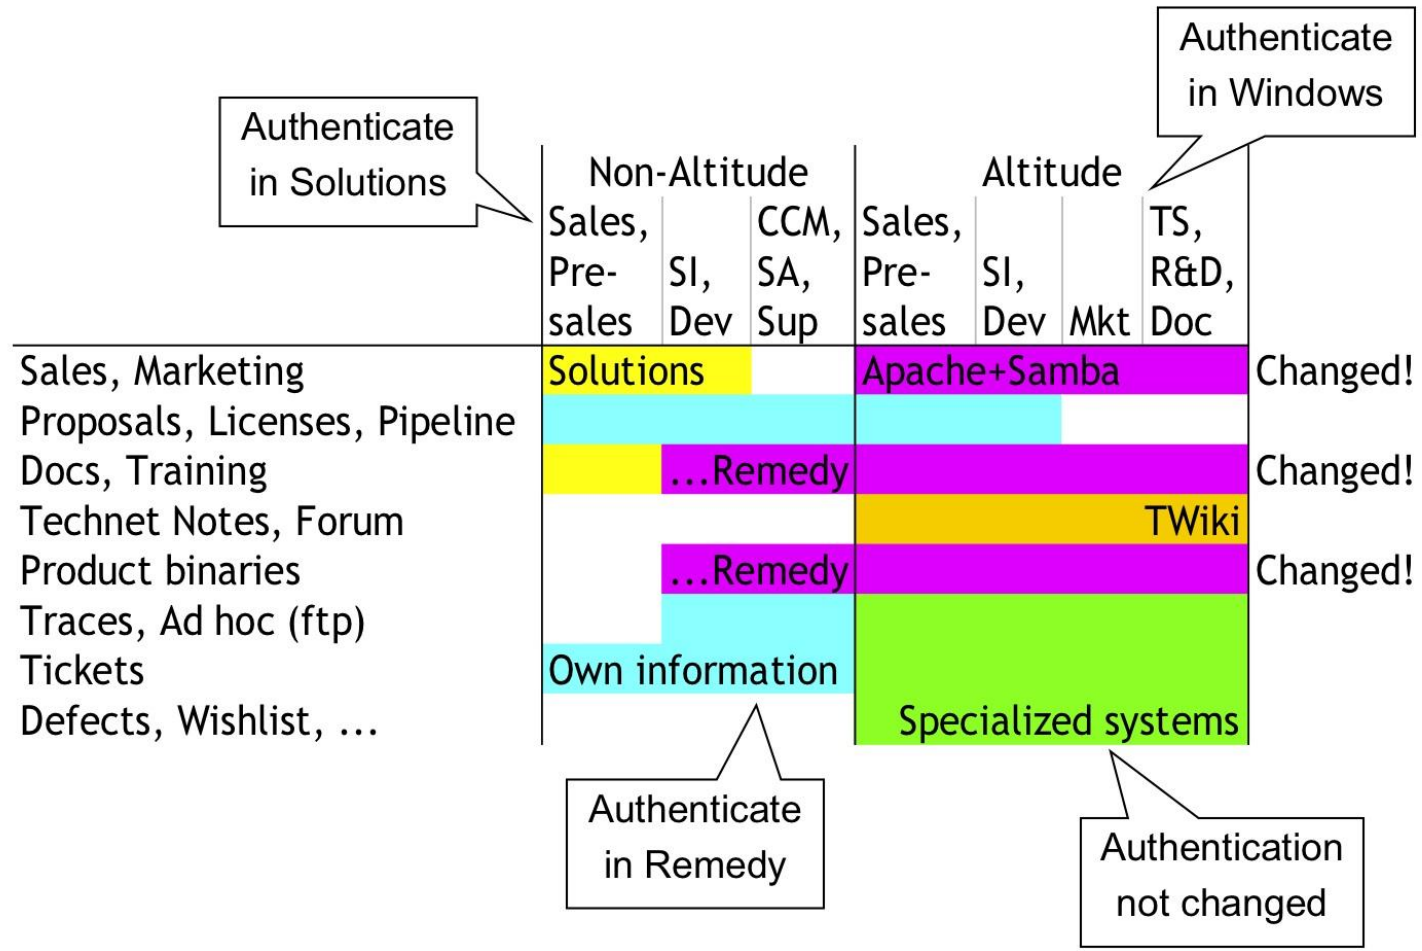 Authenticate
in Windows
Authenticate
in Solutions
Non-Altitude
Altitude
Sales,
Pre-
sales
SI,
Dev
CCM,
SA,
Sup
Sales,
Pre-
sales
SI,
Dev
Mkt
TS,
R&D,
Doc
Sales, Marketing
Solutions
Apache+Samba
Changed!
Proposals, Licenses, Pipeline
Docs, Training
...Remedy
Changed!
Technet Notes, Forum
TWiki
Product binaries
...Remedy
Changed!
Traces, Ad hoc (ftp)
Tickets
Own information
Defects, Wishlist, ...
Specialized systems
Authenticate
in Remedy
Authentication
not changed